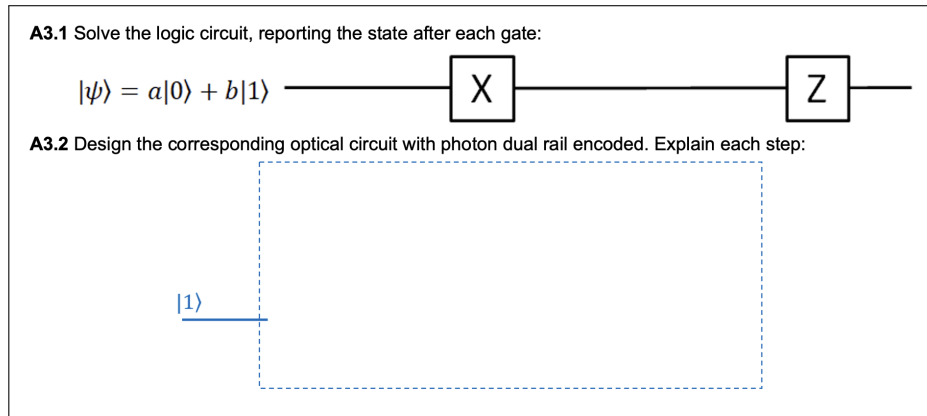 A3.1 Solve the logic circuit, reporting the state after each gate:
|ψ⟩ = a|0⟩ + b|1⟩
X
Z
A3.2 Design the corresponding optical circuit with photon dual rail encoded. Explain each step:
|1⟩